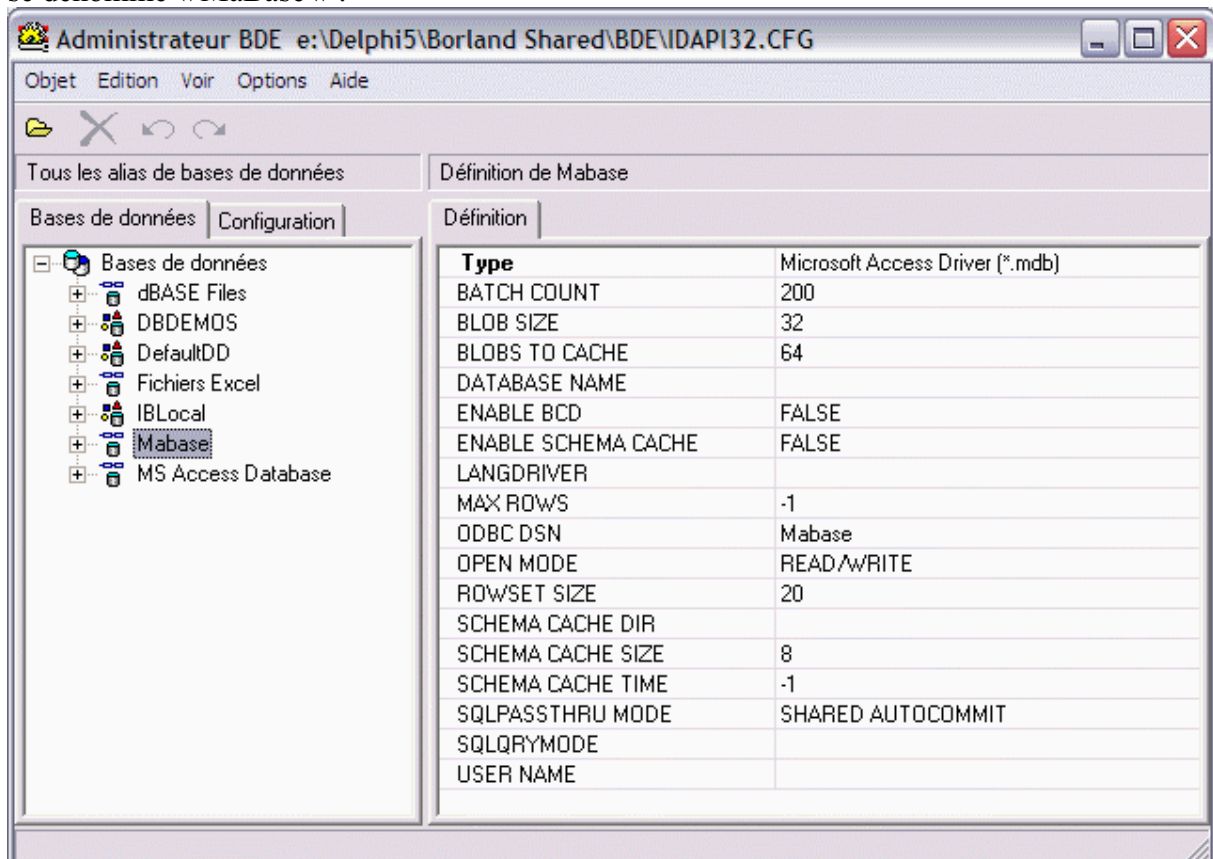 se dénomme « MaBase » .
Administrateur BDE e:\Delphi5\Borland Shared\BDE\IDAPI32.CFG
Objet Edition Voir Options Aide
Tous les alias de bases de données
Définition de Mabase
Bases de données Configuration
Définition
Bases de données
dBASE Files
DBDEMOS
DefaultDD
Fichiers Excel
IBLocal
Mabase
MS Access Database
Type Microsoft Access Driver (*.mdb)
BATCH COUNT 200
BLOB SIZE 32
BLOBS TO CACHE 64
DATABASE NAME
ENABLE BCD FALSE
ENABLE SCHEMA CACHE FALSE
LANGDRIVER
MAX ROWS -1
ODBC DSN Mabase
OPEN MODE READ/WRITE
ROWSET SIZE 20
SCHEMA CACHE DIR
SCHEMA CACHE SIZE 8
SCHEMA CACHE TIME -1
SQLPASSTHRU MODE SHARED AUTOCOMMIT
SQLQRYMODE
USER NAME